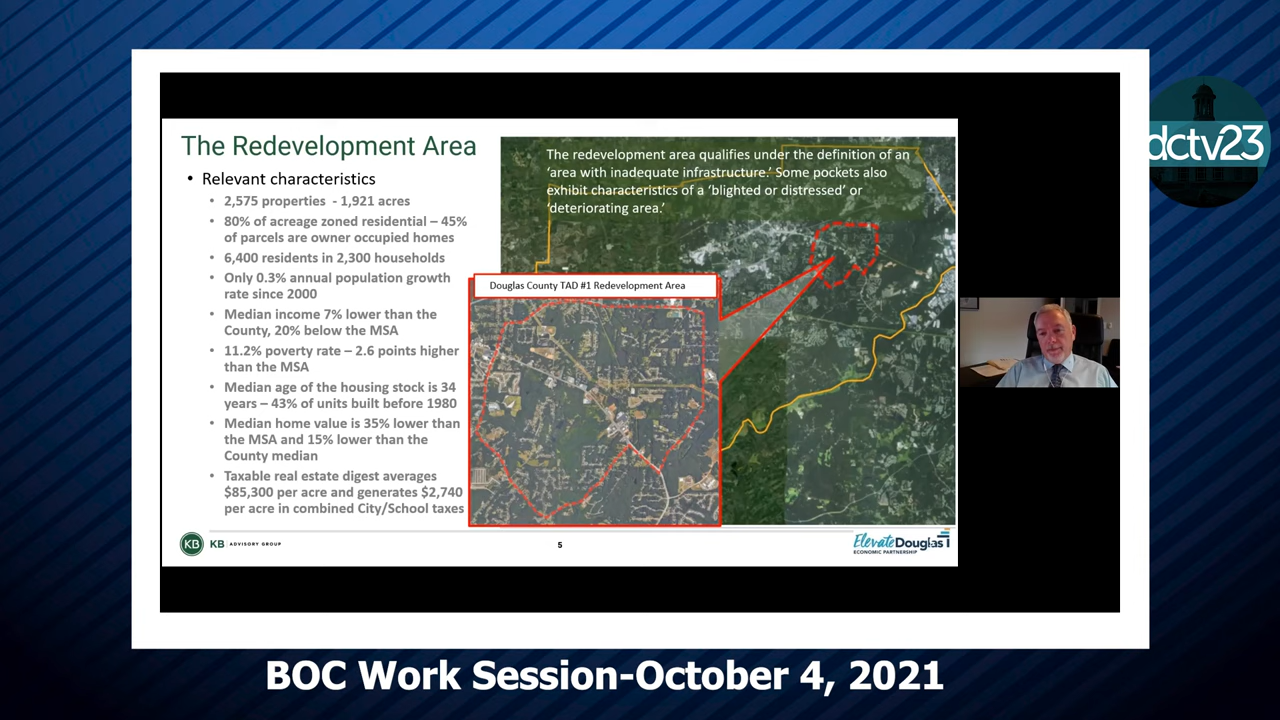 The Redevelopment Area
• Relevant characteristics
• 2,575 properties - 1,921 acres
• 80% of acreage zoned residential – 45%
of parcels are owner occupied homes
• 6,400 residents in 2,300 households
• Only 0.3% annual population growth
rate since 2000
• Median income 7% lower than the
County, 20% below the MSA
• 11.2% poverty rate – 2.6 points higher
than the MSA
• Median age of the housing stock is 34
years – 43% of units built before 1980
• Median home value is 35% lower than
the MSA and 15% lower than the
County median
• Taxable real estate digest averages
$85,300 per acre and generates $2,740
per acre in combined City/School taxes
The redevelopment area qualifies under the definition of an
‘area with inadequate infrastructure.’ Some pockets also
exhibit characteristics of a ‘blighted or distressed’ or
‘deteriorating area.’
Douglas County TAD #1 Redevelopment Area
KB KB ADVISORY GROUP
5
ElevateDouglas
ECONOMIC PARTNERSHIP
dctv23
BOC Work Session-October 4, 2021